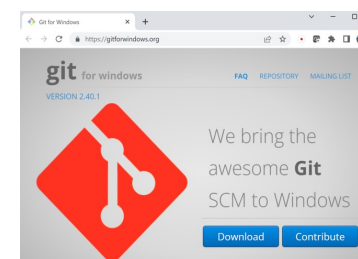 Git for Windows
https://gitforwindows.org
git for windows
FAQ REPOSITORY MAILING LIST
VERSION 2.40.1
We bring the
awesome Git
SCM to Windows
Download Contribute